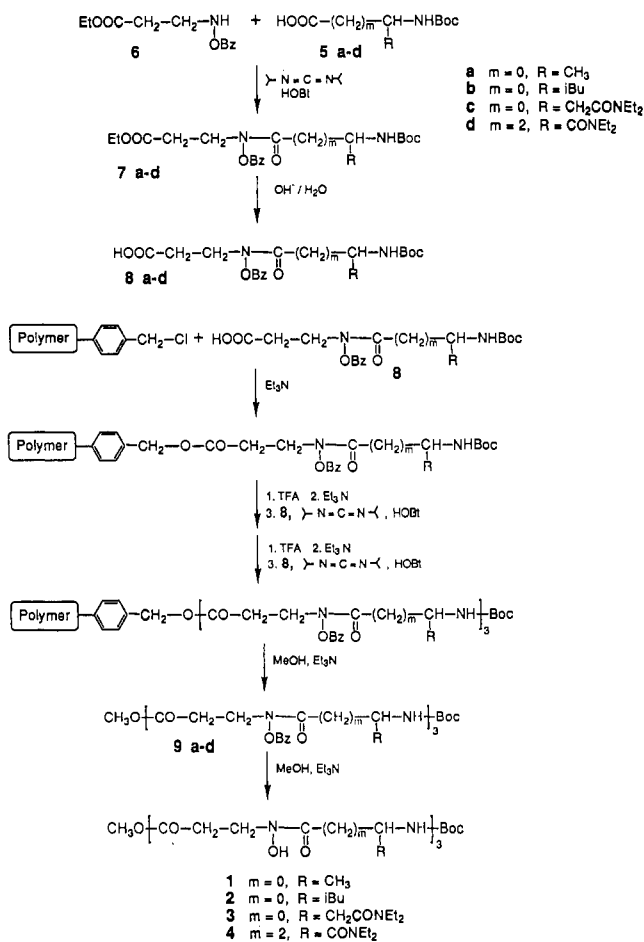 EtOOC–CH₂–CH₂–NH + HOOC(CH₂)ₘ–CH–NHBoc
OBz R
6 5 a-d
a m = 0, R = CH₃
b m = 0, R = iBu
c m = 0, R = CH₂CONEt₂
d m = 2, R = CONEt₂
N = C = N
HOBt
EtOOC–CH₂–CH₂–N–C–(CH₂)ₘ–CH–NHBoc
OBz O R
7 a-d
OH⁻ / H₂O
HOOC–CH₂–CH₂–N–C–(CH₂)ₘ–CH–NHBoc
OBz O R
8 a-d
Polymer CH₂–Cl + HOOC–CH₂–CH₂–N–C–(CH₂)ₘ–CH–NHBoc
OBz O R
8
Et₃N
Polymer CH₂–O–CO–CH₂–CH₂–N–C–(CH₂)ₘ–CH–NHBoc
OBz O R
1. TFA 2. Et₃N
3. 8, N = C = N , HOBt
1. TFA 2. Et₃N
3. 8, N = C = N , HOBt
Polymer CH₂–O–[CO–CH₂–CH₂–N–C–(CH₂)ₘ–CH–NH]₃–Boc
OBz O R
MeOH, Et₃N
CH₃O–[CO–CH₂–CH₂–N–C–(CH₂)ₘ–CH–NH]₃–Boc
OBz O R
9 a-d
MeOH, Et₃N
CH₃O–[CO–CH₂–CH₂–N–C–(CH₂)ₘ–CH–NH]₃–Boc
OH O R
1 m = 0, R = CH₃
2 m = 0, R = iBu
3 m = 0, R = CH₂CONEt₂
4 m = 2, R = CONEt₂